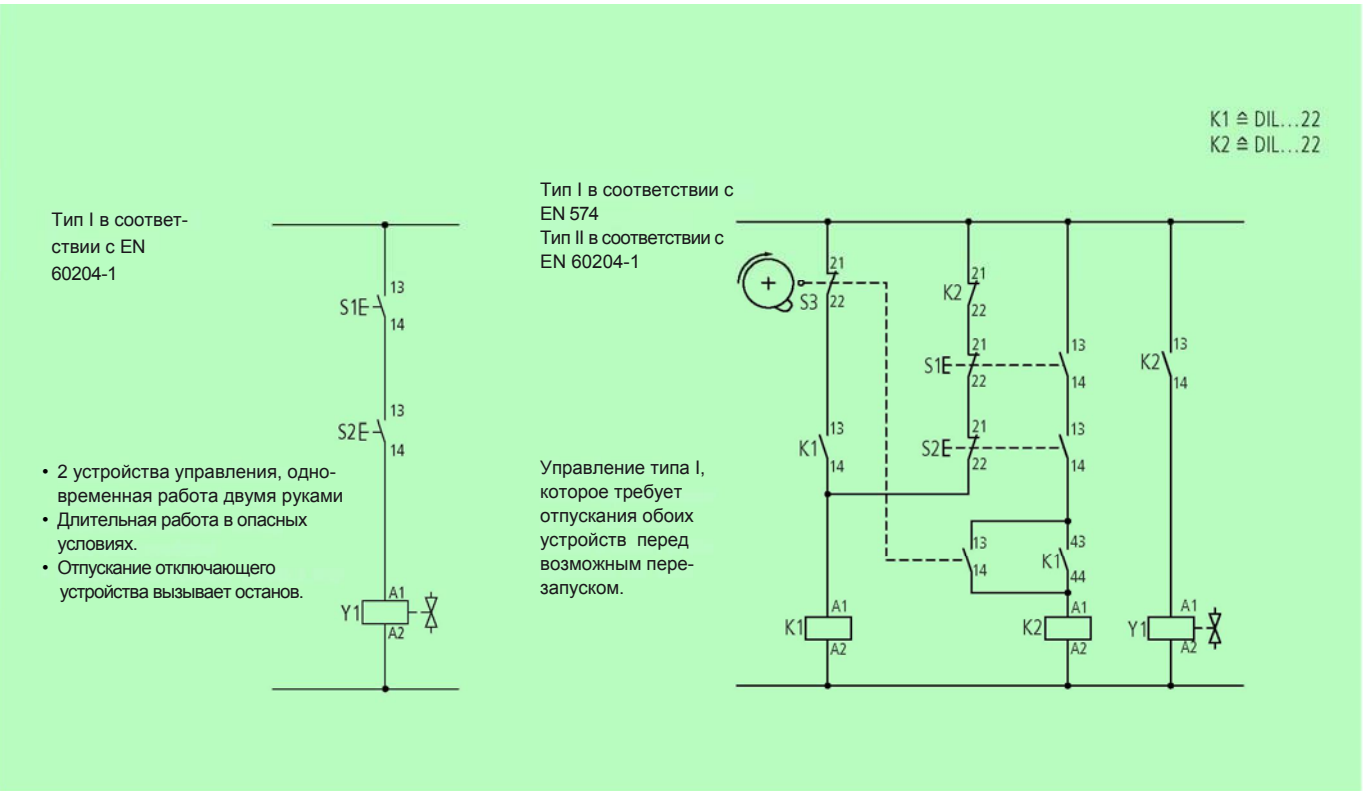 K1 ≙ DIL...22
K2 ≙ DIL...22
Тип I в соответ-
ствии с EN
60204-1
13
S1E
14
13
S2E
14
• 2 устройства управления, одно-
временная работа двумя руками
• Длительная работа в опасных
условиях.
• Отпускание отключающего
устройства вызывает останов.
A1
Y1
A2
Тип I в соответствии с
EN 574
Тип II в соответствии с
EN 60204-1
21
S3
22
21
K2
22
21
S1E
22
13
14
13
K2
14
13
K1
14
21
S2E
22
13
14
Управление типа I,
которое требует
отпускания обоих
устройств перед
возможным пере-
запуском.
13
14
43
K1
44
A1
K1
A2
A1
K2
A2
A1
Y1
A2